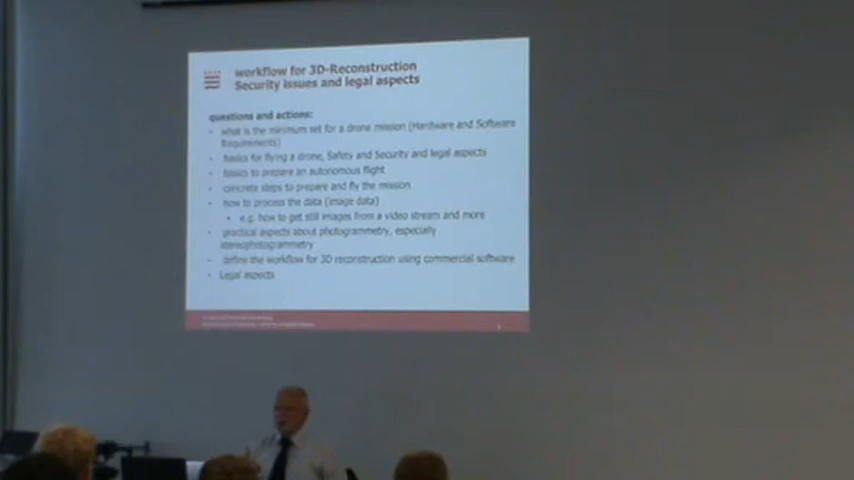 workflow for 3D-Reconstruction
Security issues and legal aspects
questions and actions:
- what is the minimum set for a drone mission (Hardware and Software
Requirements)
- basics for flying a drone, Safety and Security and legal aspects
- basics to prepare an autonomous flight
- concrete steps to prepare and fly the mission
- how to process the data (image data)
• e.g. how to get still images from a video stream and more
- practical aspects about photogrammetry, especially
stereophotogrammetry
- define the workflow for 3D reconstruction using commercial software
- Legal aspects